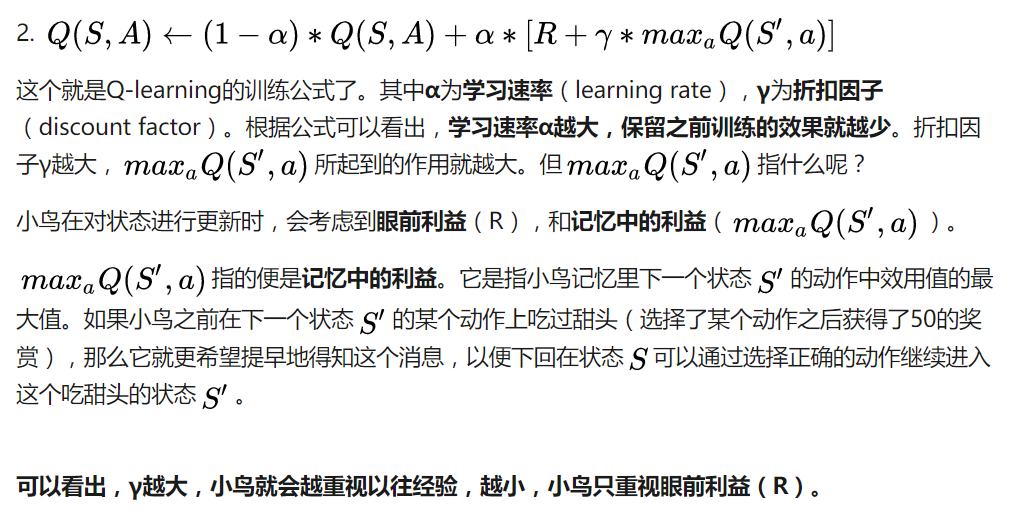 2. Q(S, A) ← (1 − α) * Q(S, A) + α * [R + γ * maxₐQ(S′, a)]
这个就是Q-learning的训练公式了。其中α为学习速率（learning rate），γ为折扣因子
（discount factor）。根据公式可以看出，学习速率α越大，保留之前训练的效果就越少。折扣因
子γ越大， maxₐQ(S′, a) 所起到的作用就越大。但 maxₐQ(S′, a) 指什么呢？
小鸟在对状态进行更新时，会考虑到眼前利益（R），和记忆中的利益（ maxₐQ(S′, a) ）。
maxₐQ(S′, a) 指的便是记忆中的利益。它是指小鸟记忆里下一个状态 S′ 的动作中效用值的最
大值。如果小鸟之前在下一个状态 S′ 的某个动作上吃过甜头（选择了某个动作之后获得了50的奖
赏），那么它就更希望提早地得知这个消息，以便下回在状态 S 可以通过选择正确的动作继续进入
这个吃甜头的状态 S′ 。
可以看出，γ越大，小鸟就会越重视以往经验，越小，小鸟只重视眼前利益（R）。